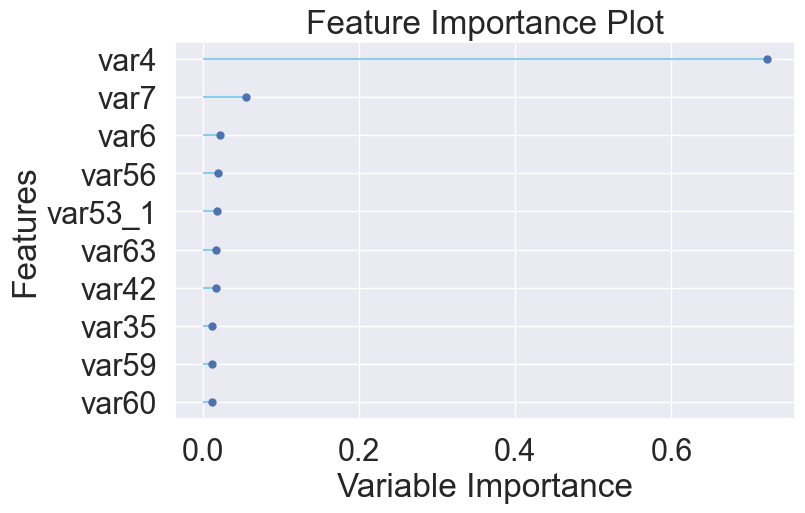 Feature Importance Plot
var4
var7
var6
var56
var53_1
var63
var42
var35
var59
var60
Features
0.0 0.2 0.4 0.6
Variable Importance